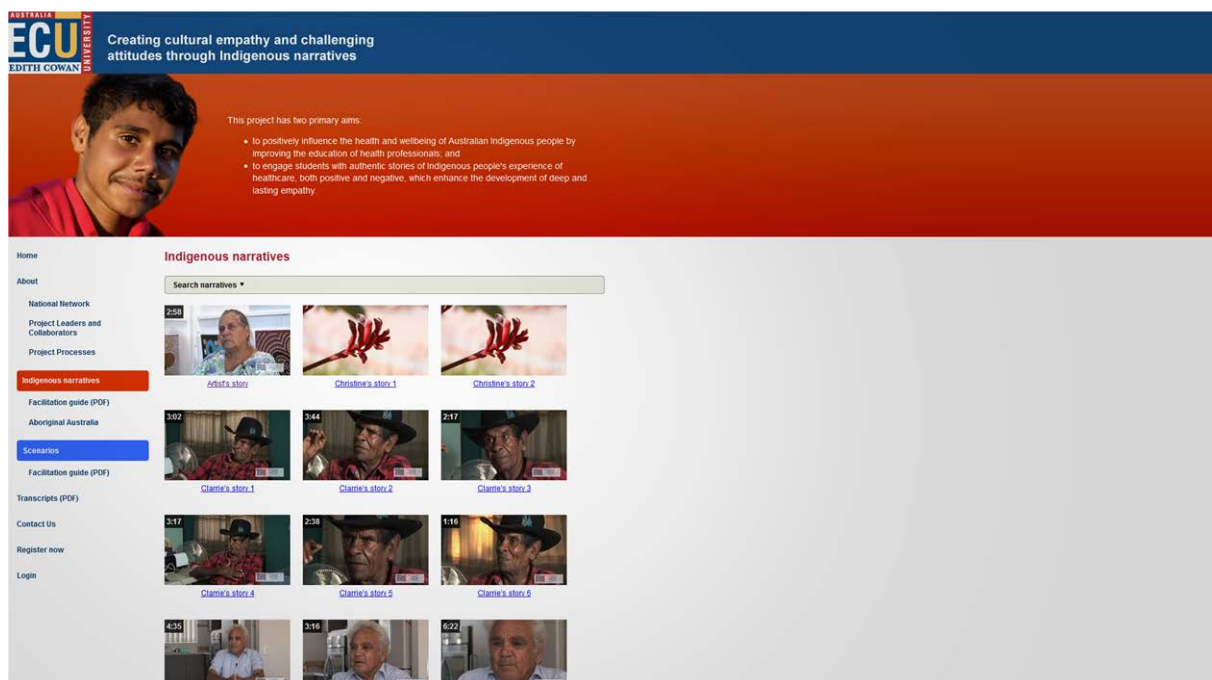 AUSTRALIA
ECU
UNIVERSITY
EDITH COWAN
Creating cultural empathy and challenging
attitudes through Indigenous narratives
This project has two primary aims:
• to positively influence the health and wellbeing of Australian Indigenous people by
improving the education of health professionals; and
• to engage students with authentic stories of Indigenous people's experience of
healthcare, both positive and negative, which enhance the development of deep and
lasting empathy.
Home
About
National Network
Project Leaders and
Collaborators
Project Processes
Indigenous narratives
Facilitation guide (PDF)
Aboriginal Australia
Scenarios
Facilitation guide (PDF)
Transcripts (PDF)
Contact Us
Register now
Login
Indigenous narratives
Search narratives ▼
2:58
Artist's story
Christine's story 1
Christine's story 2
3:02
3:44
2:17
Clarrie's story 1
Clarrie's story 2
Clarrie's story 3
3:17
2:38
1:16
Clarrie's story 4
Clarrie's story 5
Clarrie's story 6
4:35
3:16
6:22